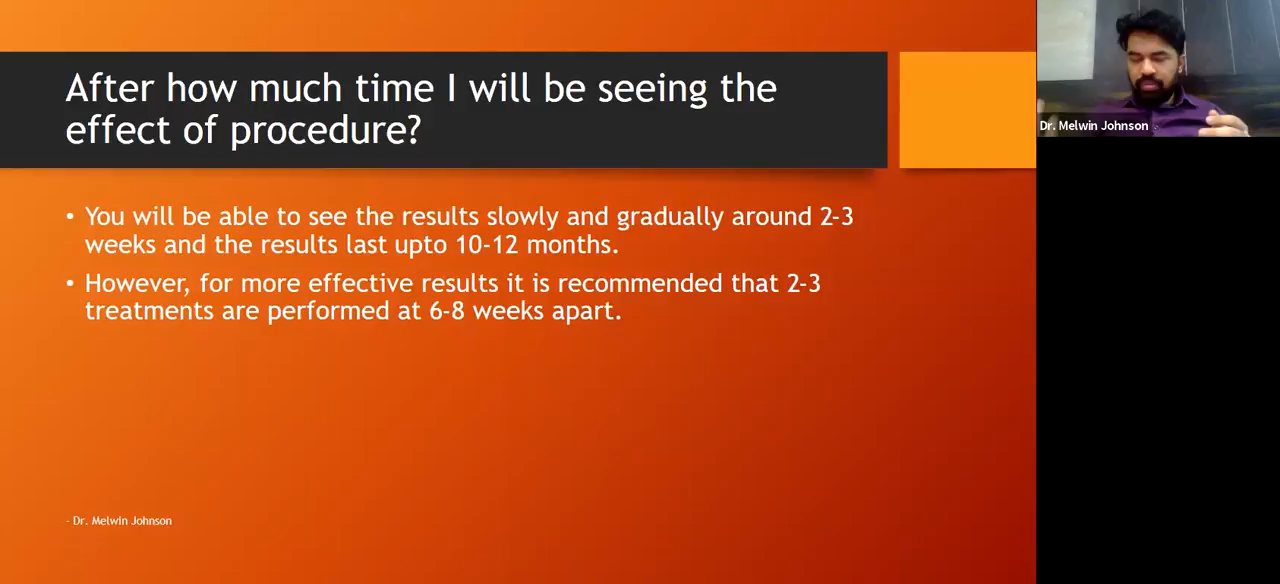 After how much time I will be seeing the
effect of procedure?
• You will be able to see the results slowly and gradually around 2-3
weeks and the results last upto 10-12 months.
• However, for more effective results it is recommended that 2-3
treatments are performed at 6-8 weeks apart.
- Dr. Melwin Johnson
Dr. Melwin Johnson